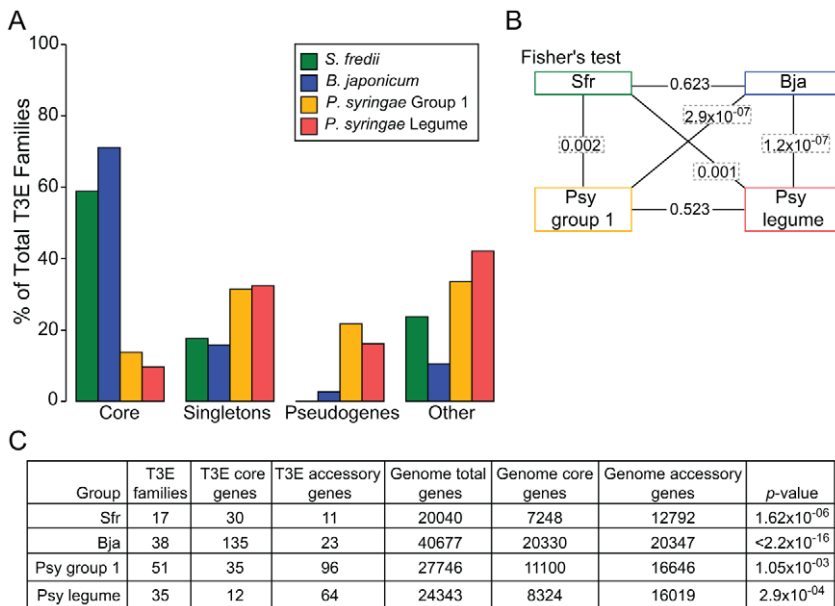 A
100
80
60
40
20
0
% of Total T3E Families
S. fredii
B. japonicum
P. syringae Group 1
P. syringae Legume
Core Singletons Pseudogenes Other
B
Fisher's test
Sfr 0.623 Bja
2.9x10⁻⁰⁷
0.002 1.2x10⁻⁰⁷
0.001
Psy group 1 0.523 Psy legume
C
Group T3E families T3E core genes T3E accessory genes Genome total genes Genome core genes Genome accessory genes p-value
Sfr 17 30 11 20040 7248 12792 1.62x10⁻⁰⁶
Bja 38 135 23 40677 20330 20347 <2.2x10⁻¹⁶
Psy group 1 51 35 96 27746 11100 16646 1.05x10⁻⁰³
Psy legume 35 12 64 24343 8324 16019 2.9x10⁻⁰⁴